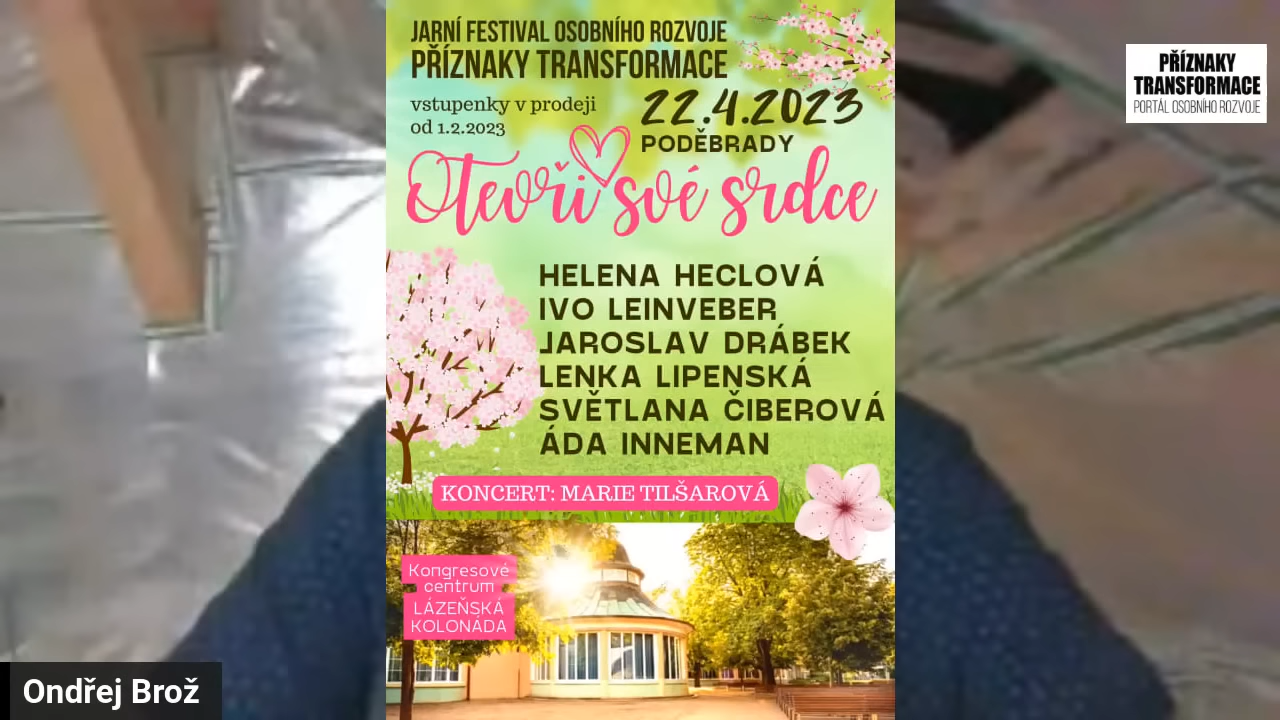 JARNÍ FESTIVAL OSOBNÍHO ROZVOJE
PŘÍZNAKY TRANSFORMACE
vstupenky v prodeji
od 1.2.2023
22.4.2023
PODĚBRADY
Otevři své srdce
HELENA HECLOVÁ
IVO LEINVEBER
JAROSLAV DRÁBEK
LENKA LIPENSKÁ
SVĚTLANA ČIBEROVÁ
ÁDA INNEMAN
KONCERT: MARIE TILŠAROVÁ
Kongresové
centrum
LÁZEŇSKÁ
KOLONÁDA
PŘÍZNAKY
TRANSFORMACE
PORTÁL OSOBNÍHO ROZVOJE
Ondřej Brož